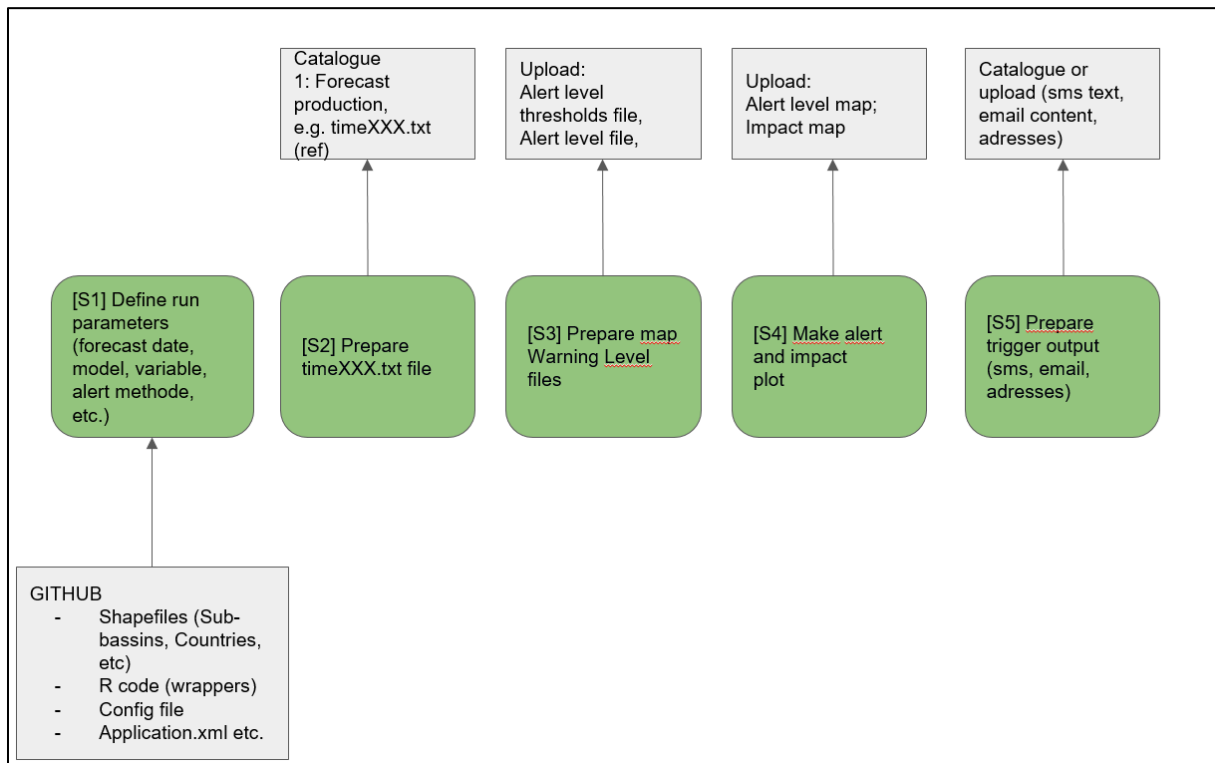 Catalogue
1: Forecast
production,
e.g. timeXXX.txt
(ref)
Upload:
Alert level
thresholds file,
Alert level file,
Upload:
Alert level map;
Impact map
Catalogue or
upload (sms text,
email content,
adresses)
[S1] Define run
parameters
(forecast date,
model, variable,
alert methode,
etc.)
[S2] Prepare
timeXXX.txt file
[S3] Prepare map
Warning Level
files
[S4] Make alert
and impact
plot
[S5] Prepare
trigger output
(sms, email,
adresses)
GITHUB
- Shapefiles (Sub-
bassins, Countries,
etc)
- R code (wrappers)
- Config file
- Application.xml etc.